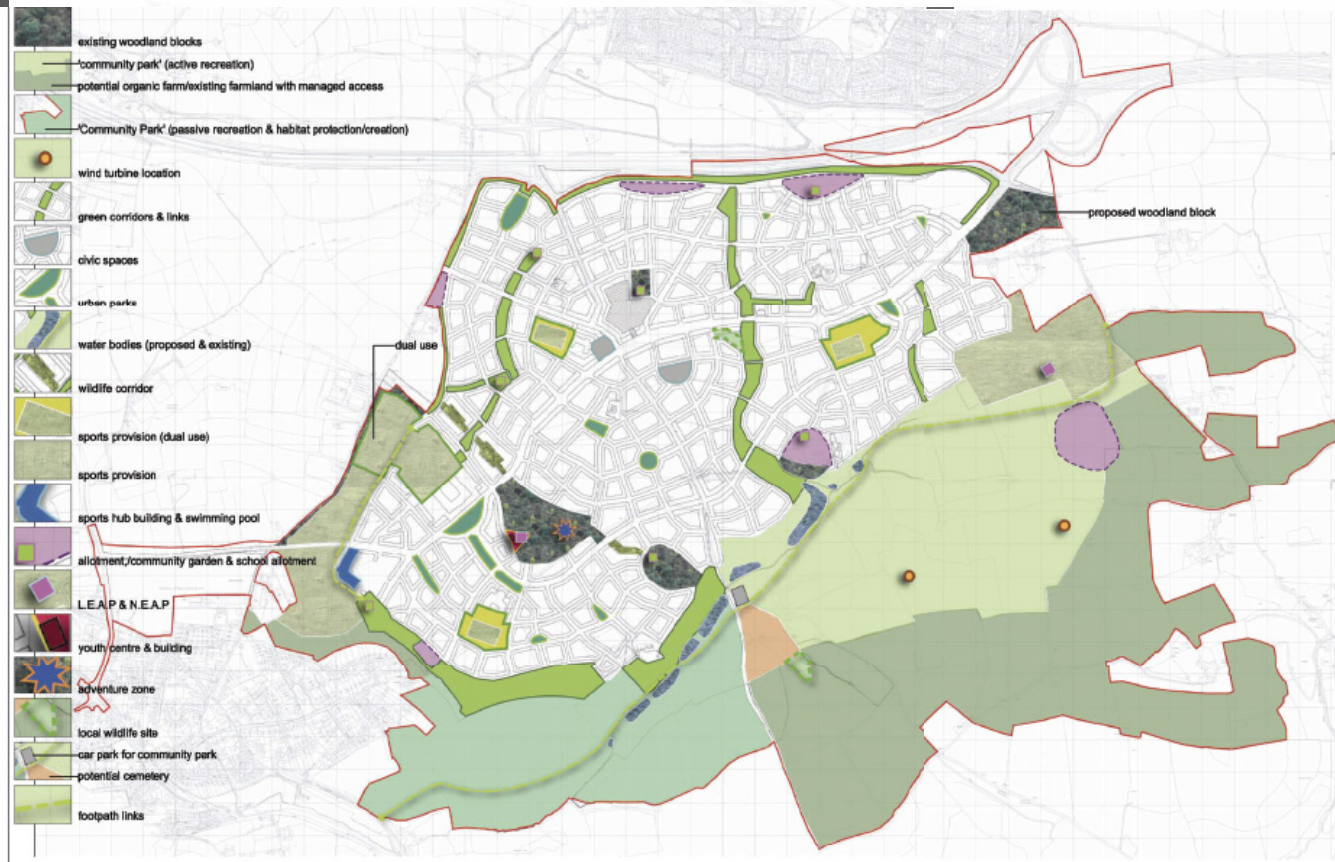 existing woodland blocks
'community park' (active recreation)
potential organic farm/existing farmland with managed access
'Community Park' (passive recreation & habitat protection/creation)
wind turbine location
green corridors & links
civic spaces
urban parks
water bodies (proposed & existing)
wildlife corridor
sports provision (dual use)
sports provision
sports hub building & swimming pool
allotment,/community garden & school allotment
L.E.A.P & N.E.A.P
youth centre & building
adventure zone
local wildlife site
car park for community park
potential cemetery
footpath links
proposed woodland block
dual use